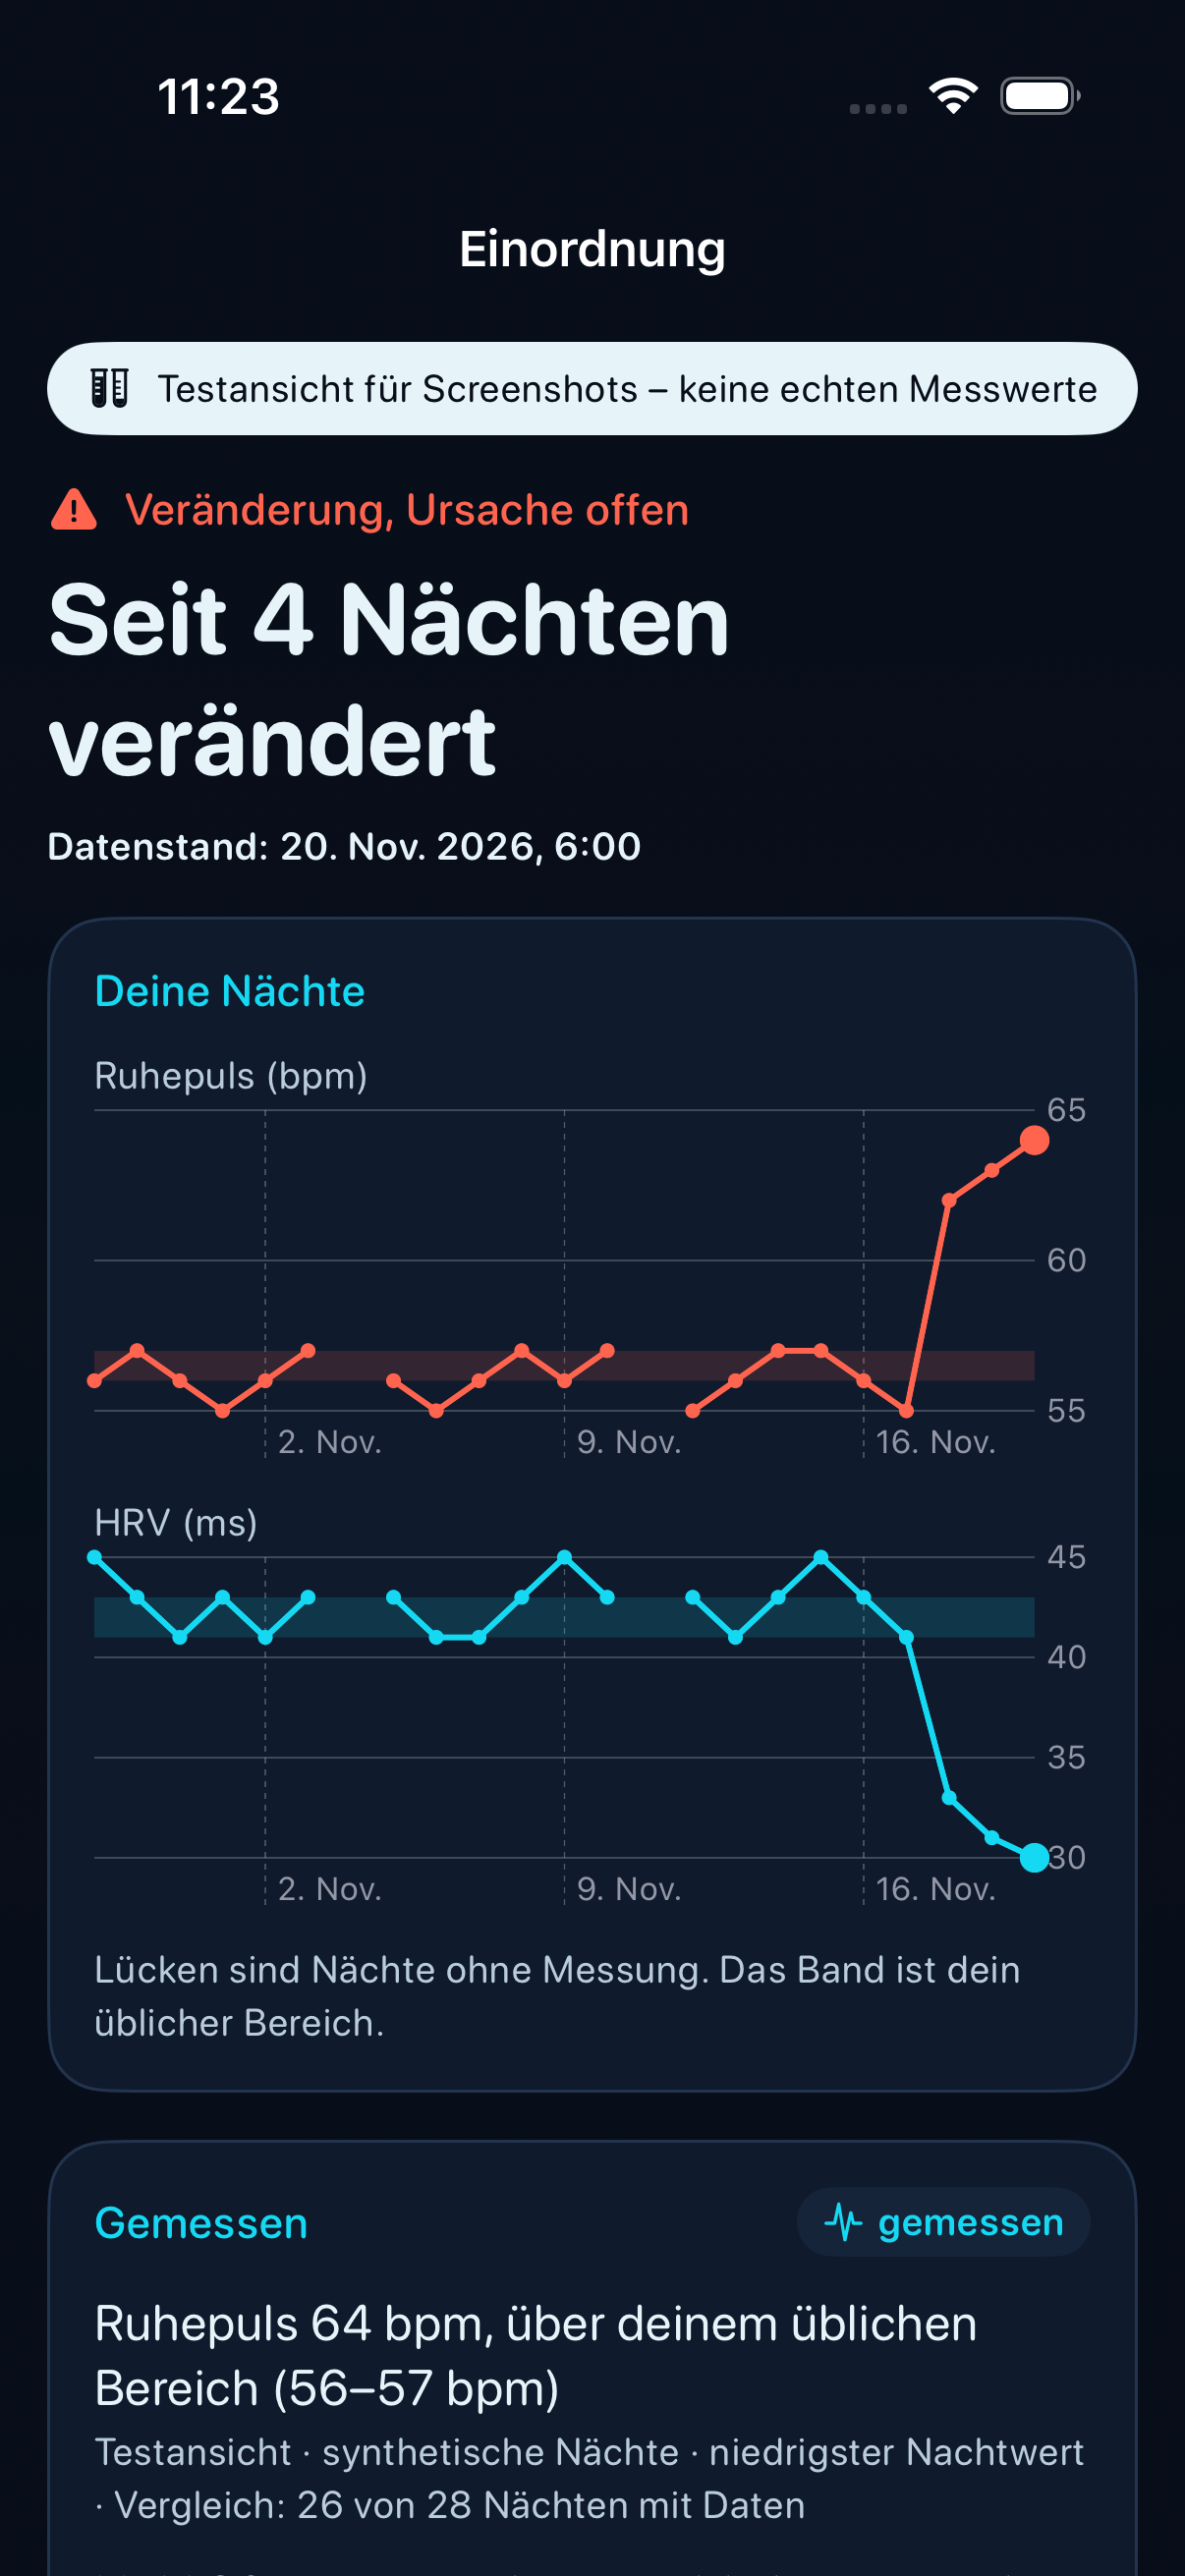 11:23
Einordnung
Testansicht für Screenshots – keine echten Messwerte
Veränderung, Ursache offen
Seit 4 Nächten
verändert
Datenstand: 20. Nov. 2026, 6:00
Deine Nächte
Ruhepuls (bpm)
65
60
55
2. Nov.
9. Nov.
16. Nov.
HRV (ms)
45
40
35
30
2. Nov.
9. Nov.
16. Nov.
Lücken sind Nächte ohne Messung. Das Band ist dein
üblicher Bereich.
Gemessen
gemessen
Ruhepuls 64 bpm, über deinem üblichen
Bereich (56–57 bpm)
Testansicht · synthetische Nächte · niedrigster Nachtwert
· Vergleich: 26 von 28 Nächten mit Daten